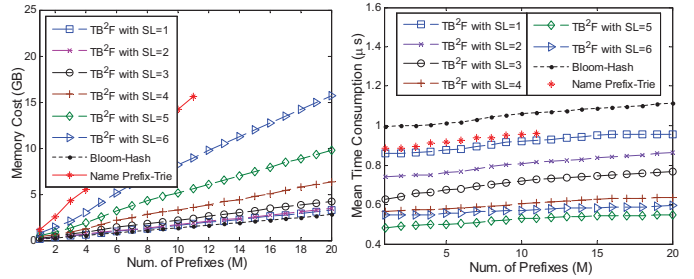 25
20
15
10
5
0
Memory Cost (GB)
TB²F with SL=1
TB²F with SL=2
TB²F with SL=3
TB²F with SL=4
TB²F with SL=5
TB²F with SL=6
Bloom-Hash
Name Prefix-Trie
2 4 6 8 10 12 14 16 18 20
Num. of Prefixes (M)
1.6
1.4
1.2
1
0.8
0.6
0.4
Mean Time Consumption (μ s)
TB²F with SL=1
TB²F with SL=2
TB²F with SL=3
TB²F with SL=4
TB²F with SL=5
TB²F with SL=6
Bloom-Hash
Name Prefix-Trie
5 10 15 20
Num. of Prefixes (M)